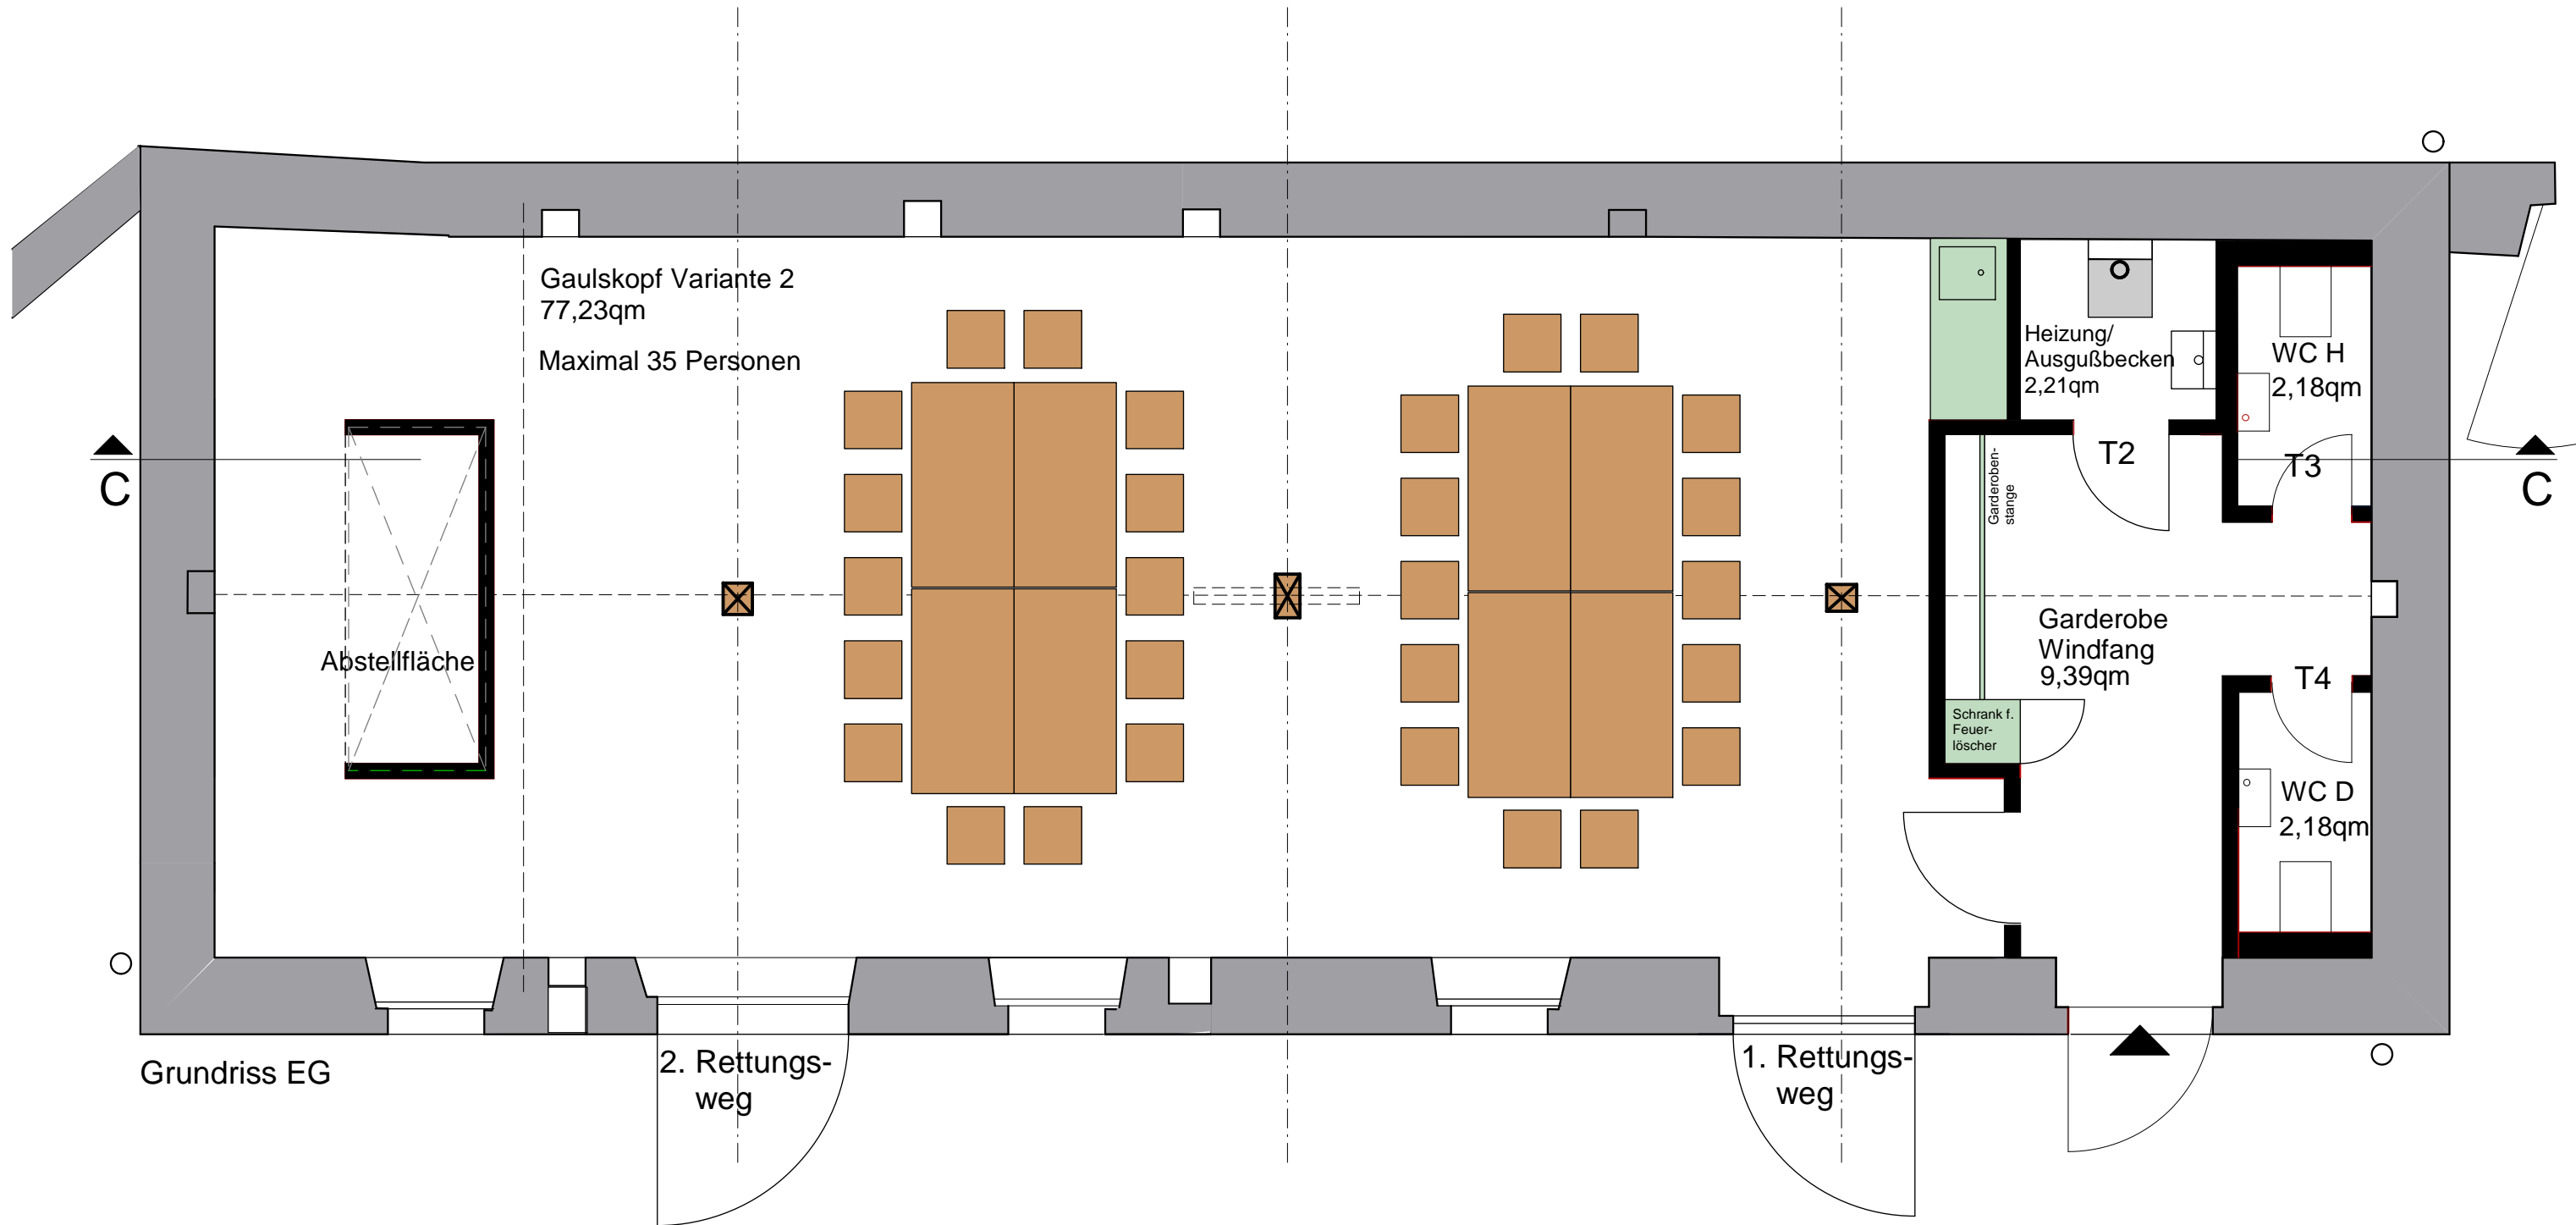 Gaulskopf Variante 2
77,23qm
Maximal 35 Personen
Heizung/
Ausgußbecken
2,21qm
WC H
2,18qm
T2
T3
C
C
Garderoben-
stange
Garderobe
Windfang
9,39qm
Abstellfläche
T4
Schrank f.
Feuer-
löscher
WC D
2,18qm
Grundriss EG
2. Rettungs-
weg
1. Rettungs-
weg